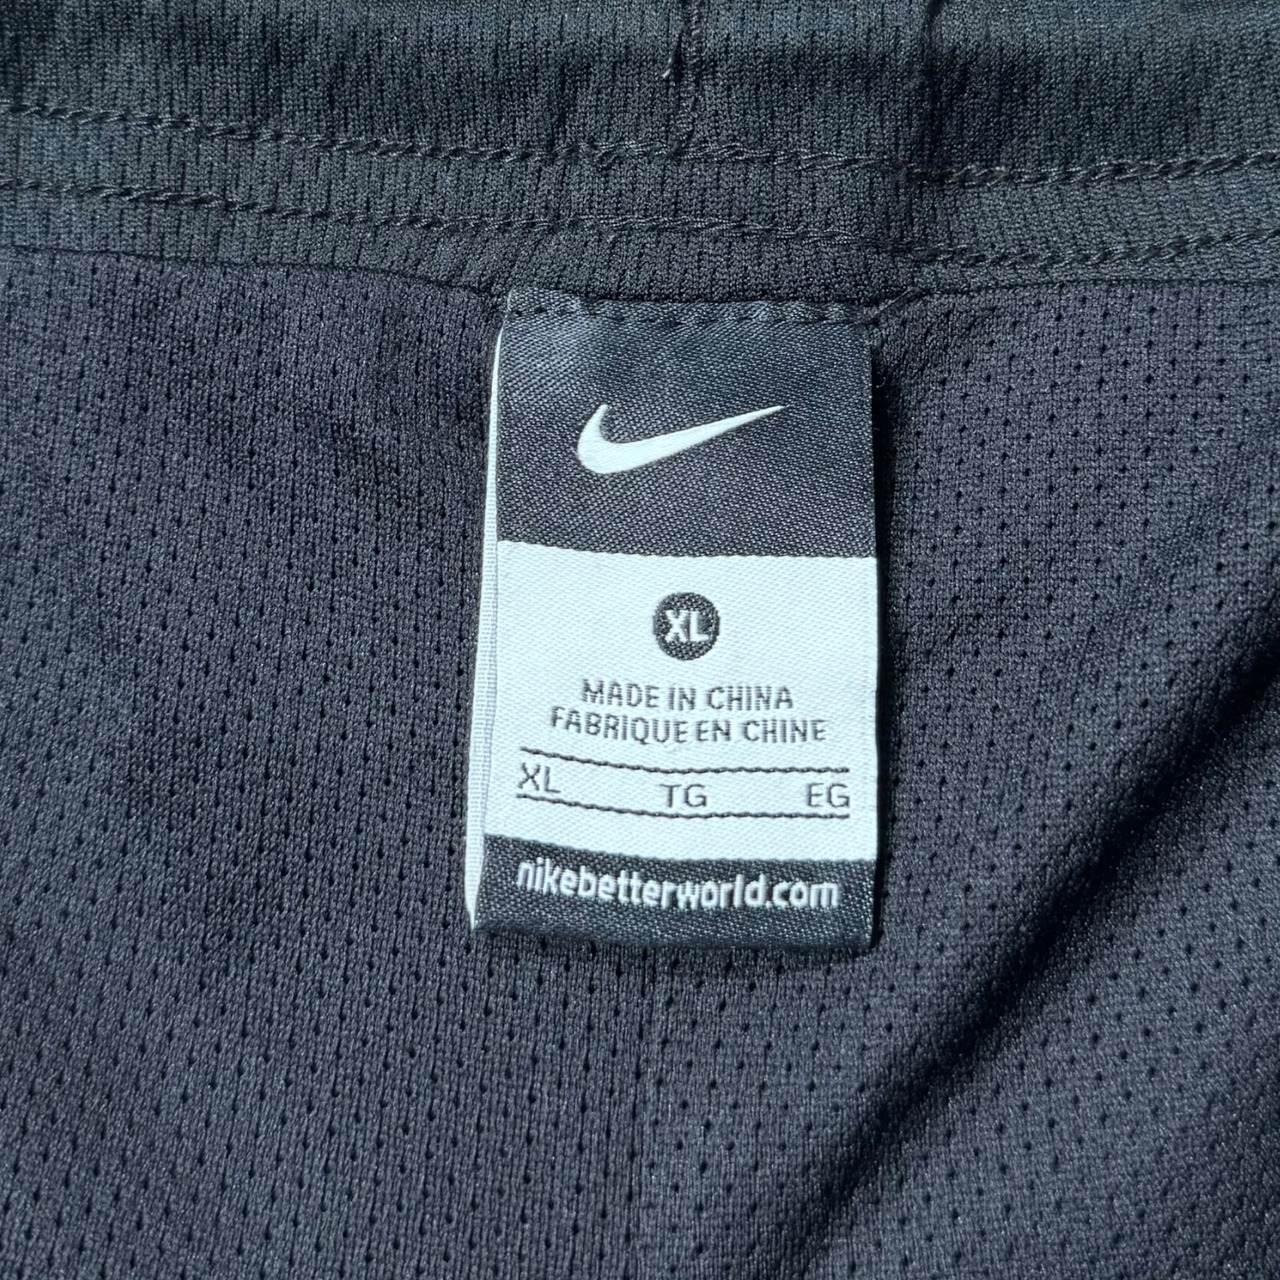 XL
MADE IN CHINA
FABRIQUE EN CHINE
XL TG EG
nikebetterworld.com